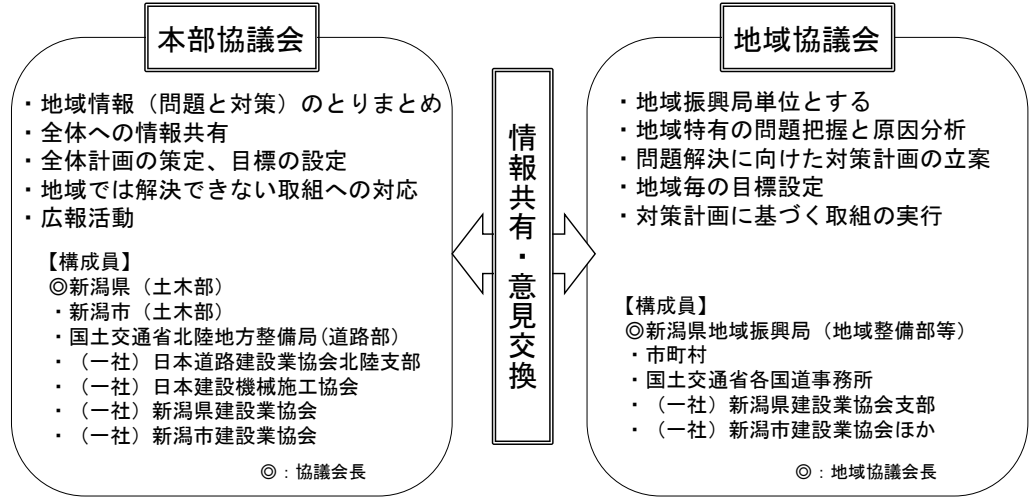 本部協議会
・地域情報（問題と対策）のとりまとめ
・全体への情報共有
・全体計画の策定、目標の設定
・地域では解決できない取組への対応
・広報活動
【構成員】
◎新潟県（土木部）
・新潟市（土木部）
・国土交通省北陸地方整備局(道路部）
・（一社）日本道路建設業協会北陸支部
・（一社）日本建設機械施工協会
・（一社）新潟県建設業協会
・（一社）新潟市建設業協会
◎：協議会長
情報共有・意見交換
地域協議会
・地域振興局単位とする
・地域特有の問題把握と原因分析
・問題解決に向けた対策計画の立案
・地域毎の目標設定
・対策計画に基づく取組の実行
【構成員】
◎新潟県地域振興局（地域整備部等）
・市町村
・国土交通省各国道事務所
・（一社）新潟県建設業協会支部
・（一社）新潟市建設業協会ほか
◎：地域協議会長